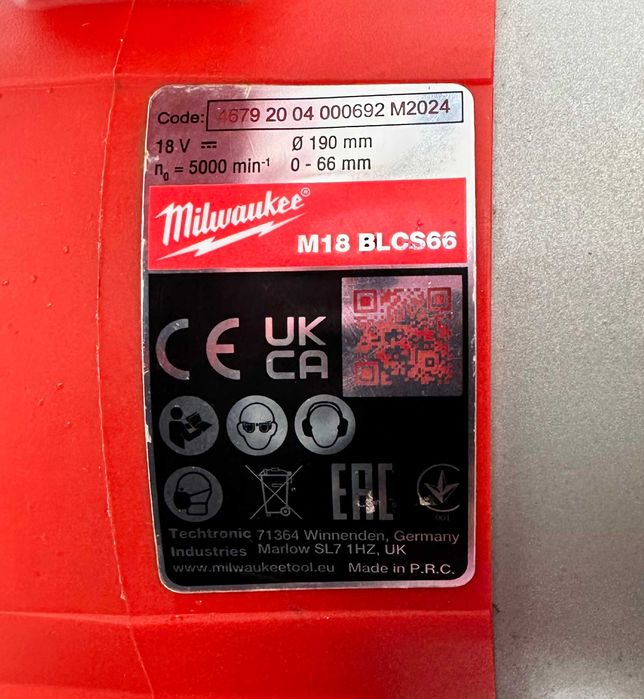 Code: 4679 20 04 000692 M2024
18 V ⎓ Ø 190 mm
n₀ = 5000 min⁻¹ 0 - 66 mm
Milwaukee®
M18 BLCS66
CE UK
CA
EAC
001
Techtronic 71364 Winnenden, Germany
Industries Marlow SL7 1HZ, UK
www.milwaukeetool.eu Made in P.R.C.